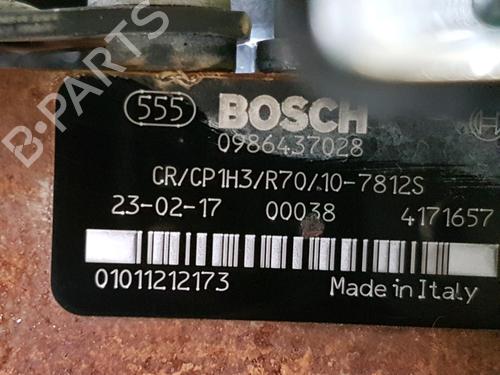 555 BOSCH
0986437028
CR/CP1H3/R70/10-7812S
23-02-17 00038 4171657
01011212173 Made in Italy
B-PARTS